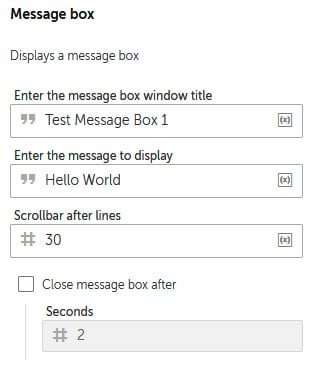 Message box
Displays a message box
Enter the message box window title
Test Message Box 1
(x)
Enter the message to display
Hello World
(x)
Scrollbar after lines
# 30
(x)
Close message box after
Seconds
# 2